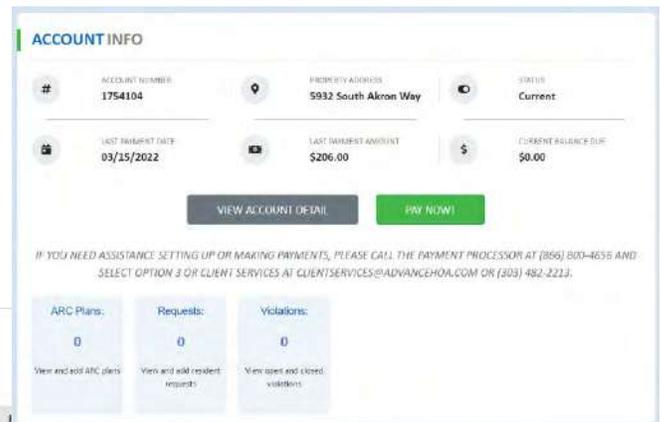 ACCOUNT INFO
# ACCOUNT NUMBER PROPERTY ADDRESS STATUS
1754104 5932 South Akron Way Current
LAST PAYMENT DATE LAST PAYMENT AMOUNT $ CURRENT BALANCE DUE
03/15/2022 $206.00 $0.00
VIEW ACCOUNT DETAIL PAY NOW!
IF YOU NEED ASSISTANCE SETTING UP OR MAKING PAYMENTS, PLEASE CALL THE PAYMENT PROCESSOR AT (866) 800-4656 AND
SELECT OPTION 3 OR CLIENT SERVICES AT CLIENTSERVICES@ADVANCEHOA.COM OR (303) 482-2213.
ARC Plans: Requests: Violations:
0 0 0
View and add ARC plans View and add resident View open and closed
requests violations